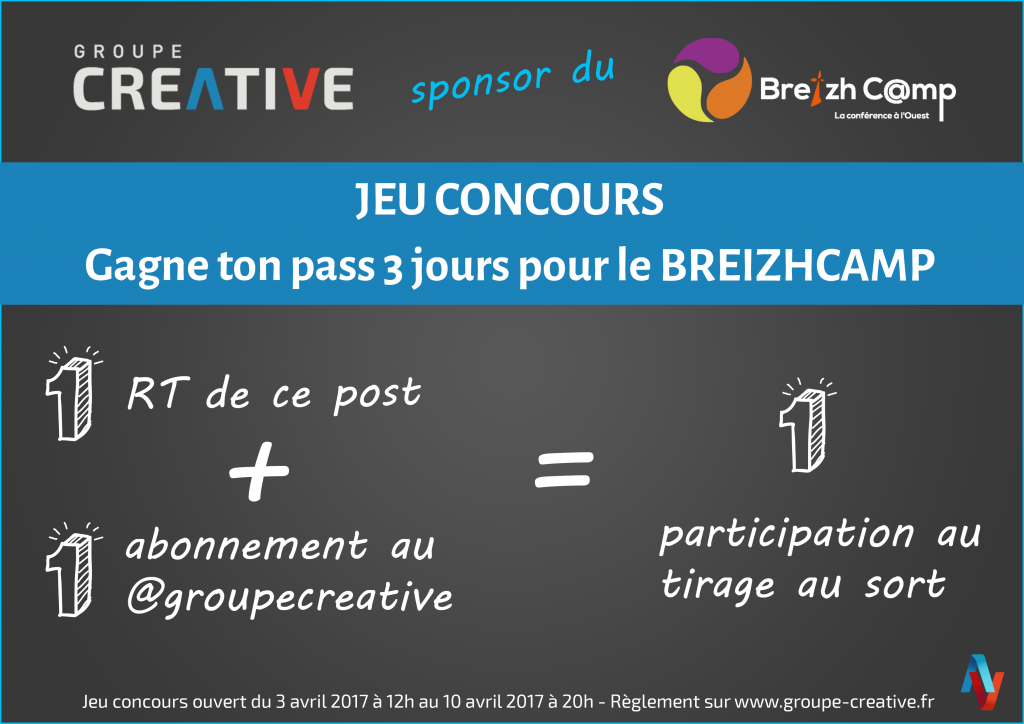 GROUPE
CREATIVE
sponsor du
Breizh C@mp
La conférence à l'Ouest
JEU CONCOURS
Gagne ton pass 3 jours pour le BREIZHCAMP
1 RT de ce post
+
1 abonnement au
@groupecreative
=
1
participation au
tirage au sort
Jeu concours ouvert du 3 avril 2017 à 12h au 10 avril 2017 à 20h - Règlement sur www.groupe-creative.fr